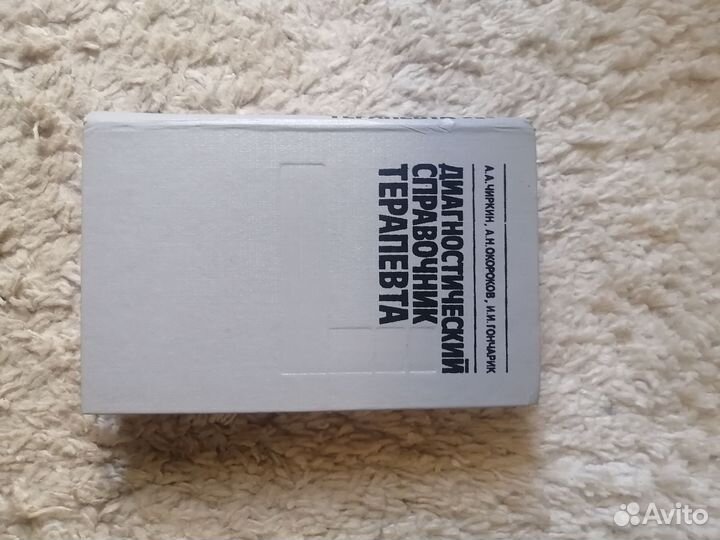 А.А.ЧИРКИН, А.Н.ОКОРОКОВ, И.И.ГОНЧАРИК
ДИАГНОСТИЧЕСКИЙ
СПРАВОЧНИК
ТЕРАПЕВТА
Avito